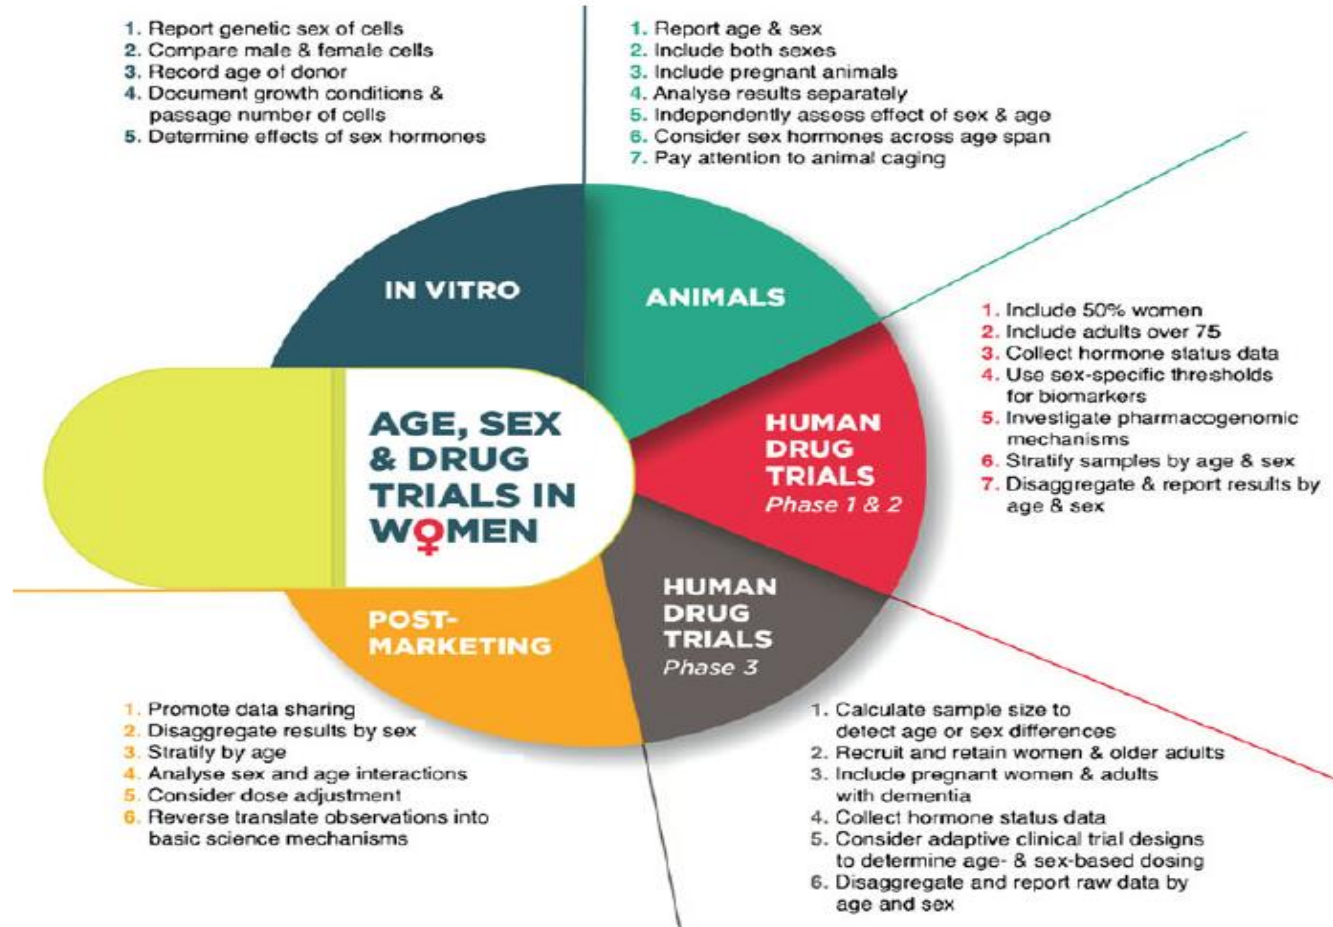 1. Report genetic sex of cells
2. Compare male & female cells
3. Record age of donor
4. Document growth conditions &
passage number of cells
5. Determine effects of sex hormones
1. Report age & sex
2. Include both sexes
3. Include pregnant animals
4. Analyse results separately
5. Independently assess effect of sex & age
6. Consider sex hormones across age span
7. Pay attention to animal caging
IN VITRO
ANIMALS
1. Include 50% women
2. Include adults over 75
3. Collect hormone status data
4. Use sex-specific thresholds
for biomarkers
5. Investigate pharmacogenomic
mechanisms
6. Stratify samples by age & sex
7. Disaggregate & report results by
age & sex
AGE, SEX
& DRUG
TRIALS IN
WOMEN
HUMAN
DRUG
TRIALS
Phase 1 & 2
HUMAN
DRUG
TRIALS
Phase 3
POST-
MARKETING
1. Promote data sharing
2. Disaggregate results by sex
3. Stratify by age
4. Analyse sex and age interactions
5. Consider dose adjustment
6. Reverse translate observations into
basic science mechanisms
1. Calculate sample size to
detect age or sex differences
2. Recruit and retain women & older adults
3. Include pregnant women & adults
with dementia
4. Collect hormone status data
5. Consider adaptive clinical trial designs
to determine age- & sex-based dosing
6. Disaggregate and report raw data by
age and sex